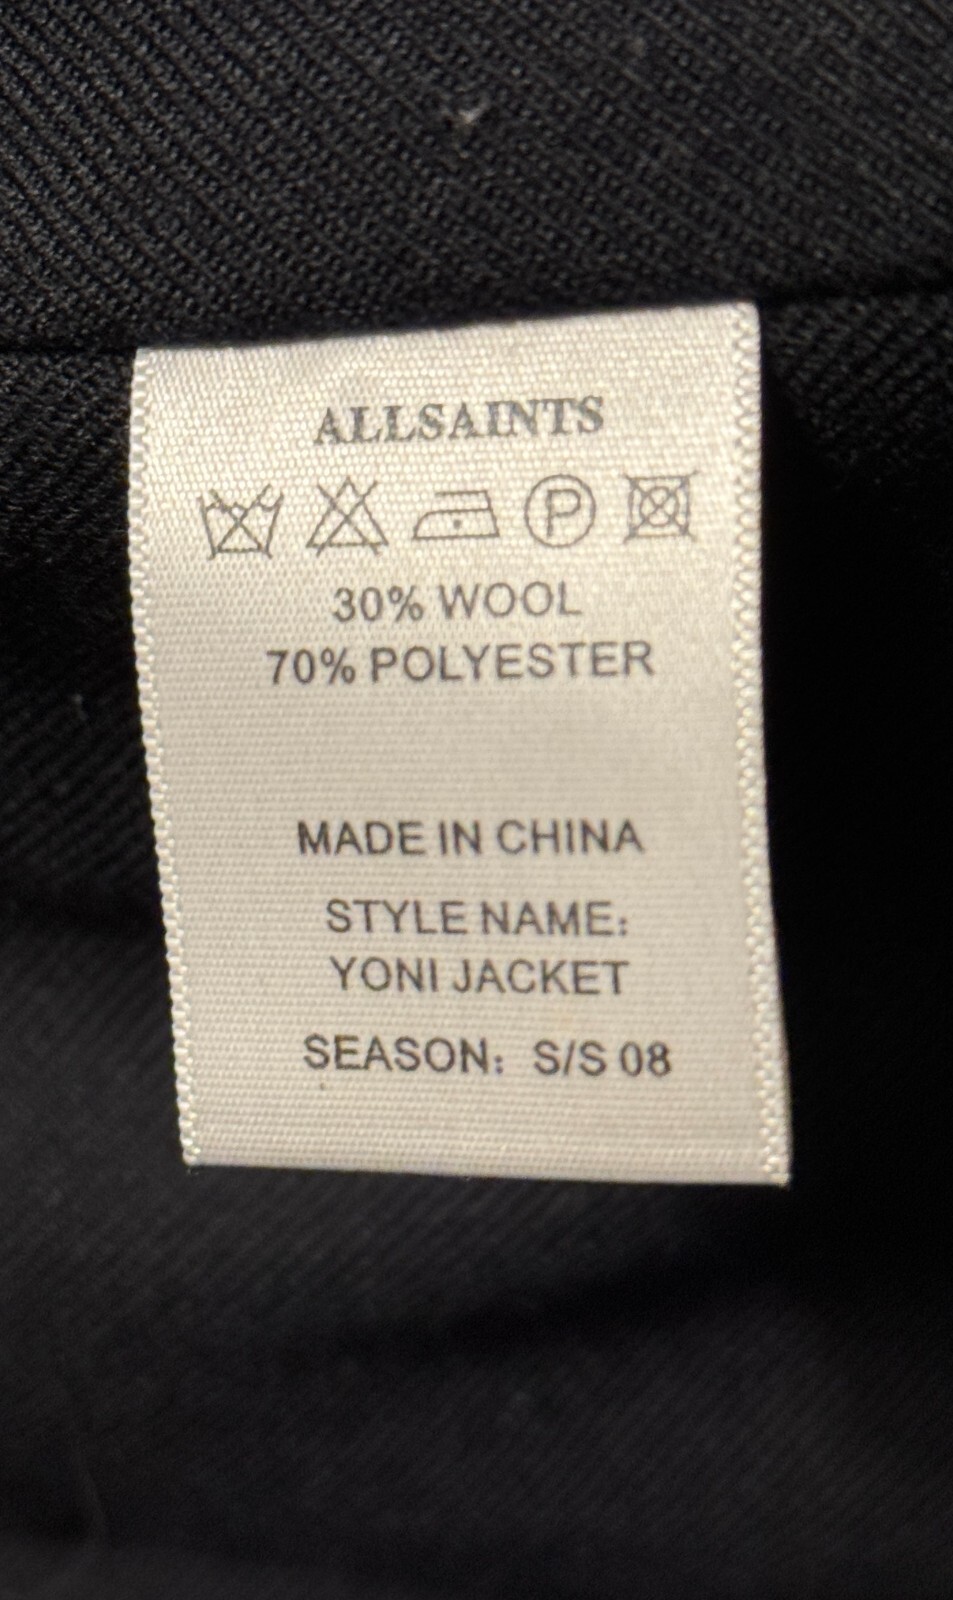 ALLSAINTS
P
30% WOOL
70% POLYESTER
MADE IN CHINA
STYLE NAME:
YONI JACKET
SEASON: S/S 08